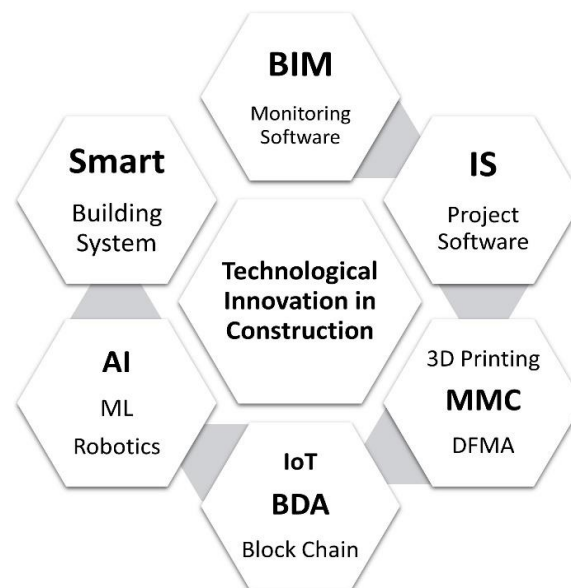 BIM
Monitoring
Software
IS
Project
Software
3D Printing
MMC
DFMA
IoT
BDA
Block Chain
AI
ML
Robotics
Smart
Building
System
Technological
Innovation in
Construction